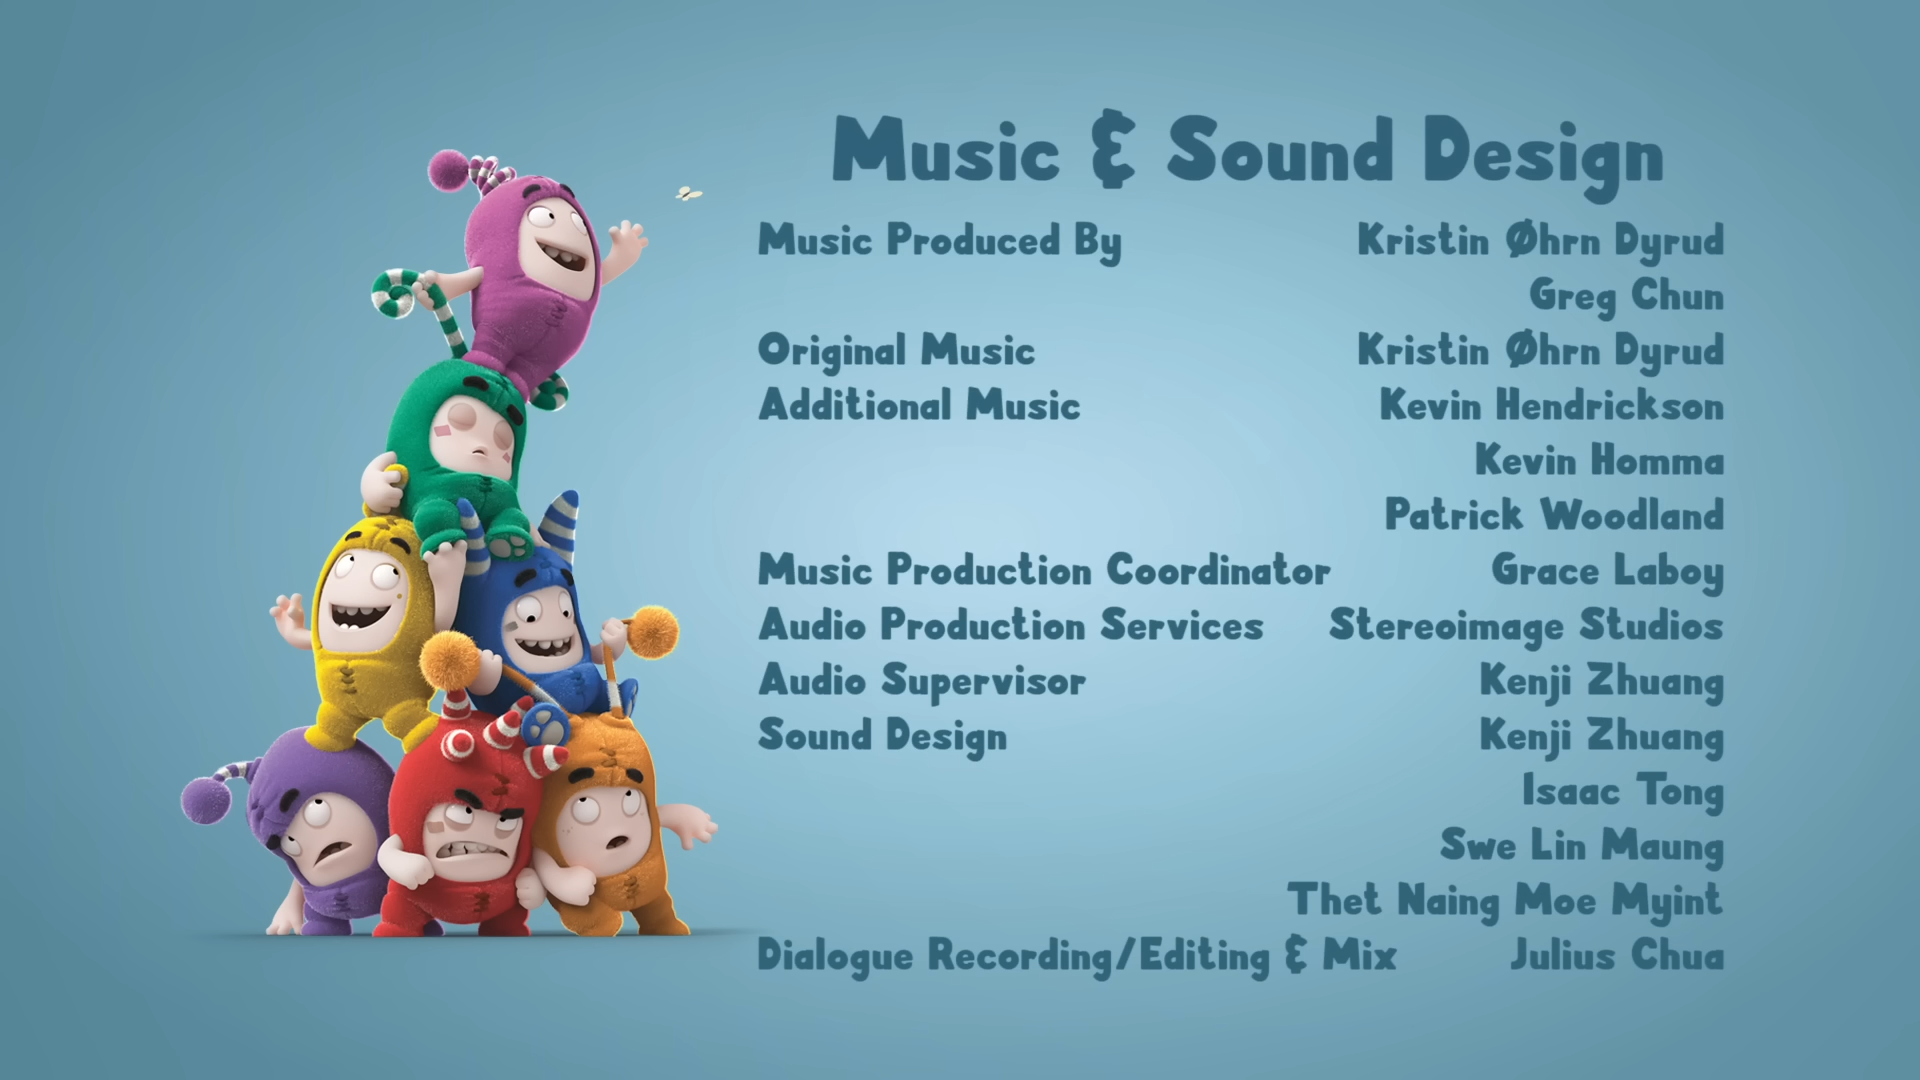 Music & Sound Design
Music Produced By Kristin Øhrn Dyrud
Greg Chun
Original Music Kristin Øhrn Dyrud
Additional Music Kevin Hendrickson
Kevin Homma
Patrick Woodland
Music Production Coordinator Grace Laboy
Audio Production Services Stereoimage Studios
Audio Supervisor Kenji Zhuang
Sound Design Kenji Zhuang
Isaac Tong
Swe Lin Maung
Thet Naing Moe Myint
Dialogue Recording/Editing & Mix Julius Chua